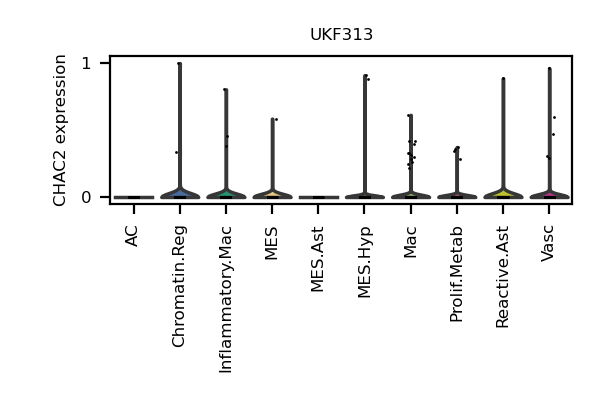 UKF313
CHAC2 expression
1
0
AC
Chromatin.Reg
Inflammatory.Mac
MES
MES.Ast
MES.Hyp
Mac
Prolif.Metab
Reactive.Ast
Vasc